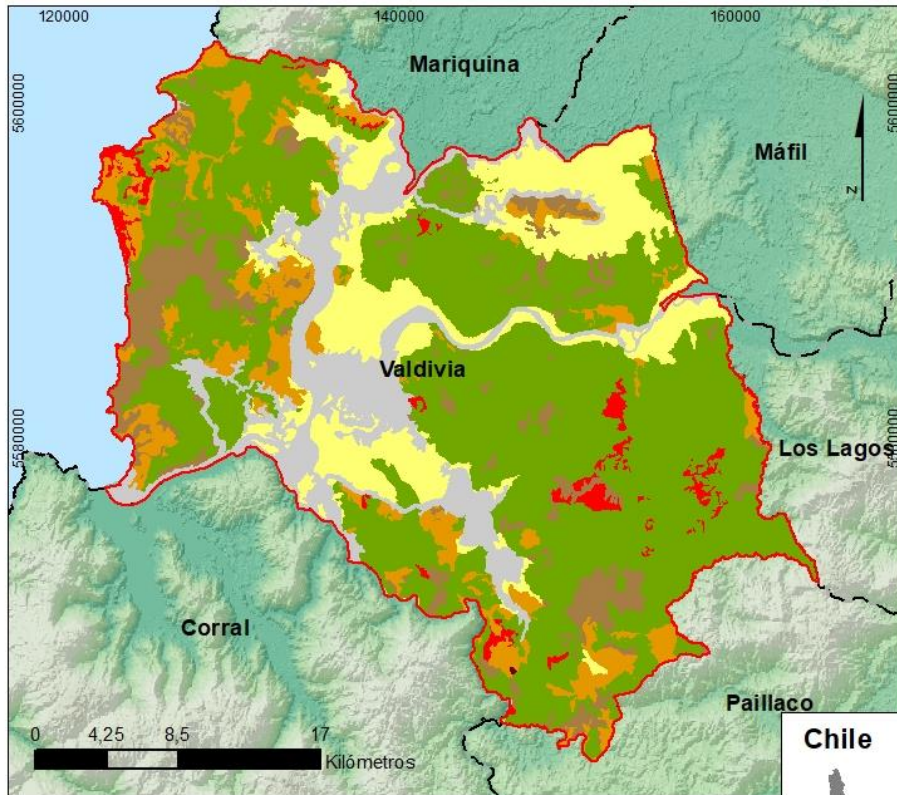 120000
140000
160000
Mariquina
5600000
5600000
Máfil
N
Valdivia
5580000
5580000
Los Lagos
Corral
Paillaco
0 4,25 8,5 17
Kilómetros
Chile